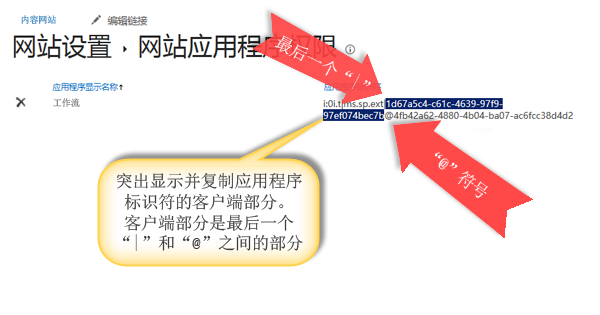 内容网站 编辑链接
网站设置 › 网站应用程序权限
最后一个“|”
应用程序显示名称↑
工作流
i:0i.t|ms.sp.ext|1d67a5c4-c61c-4639-97f9-
97ef074bec7b@4fb42a62-4880-4b04-ba07-ac6fcc38d4d2
“@”符号
突出显示并复制应用程序
标识符的客户端部分。
客户端部分是最后一个
“|”和“@”之间的部分